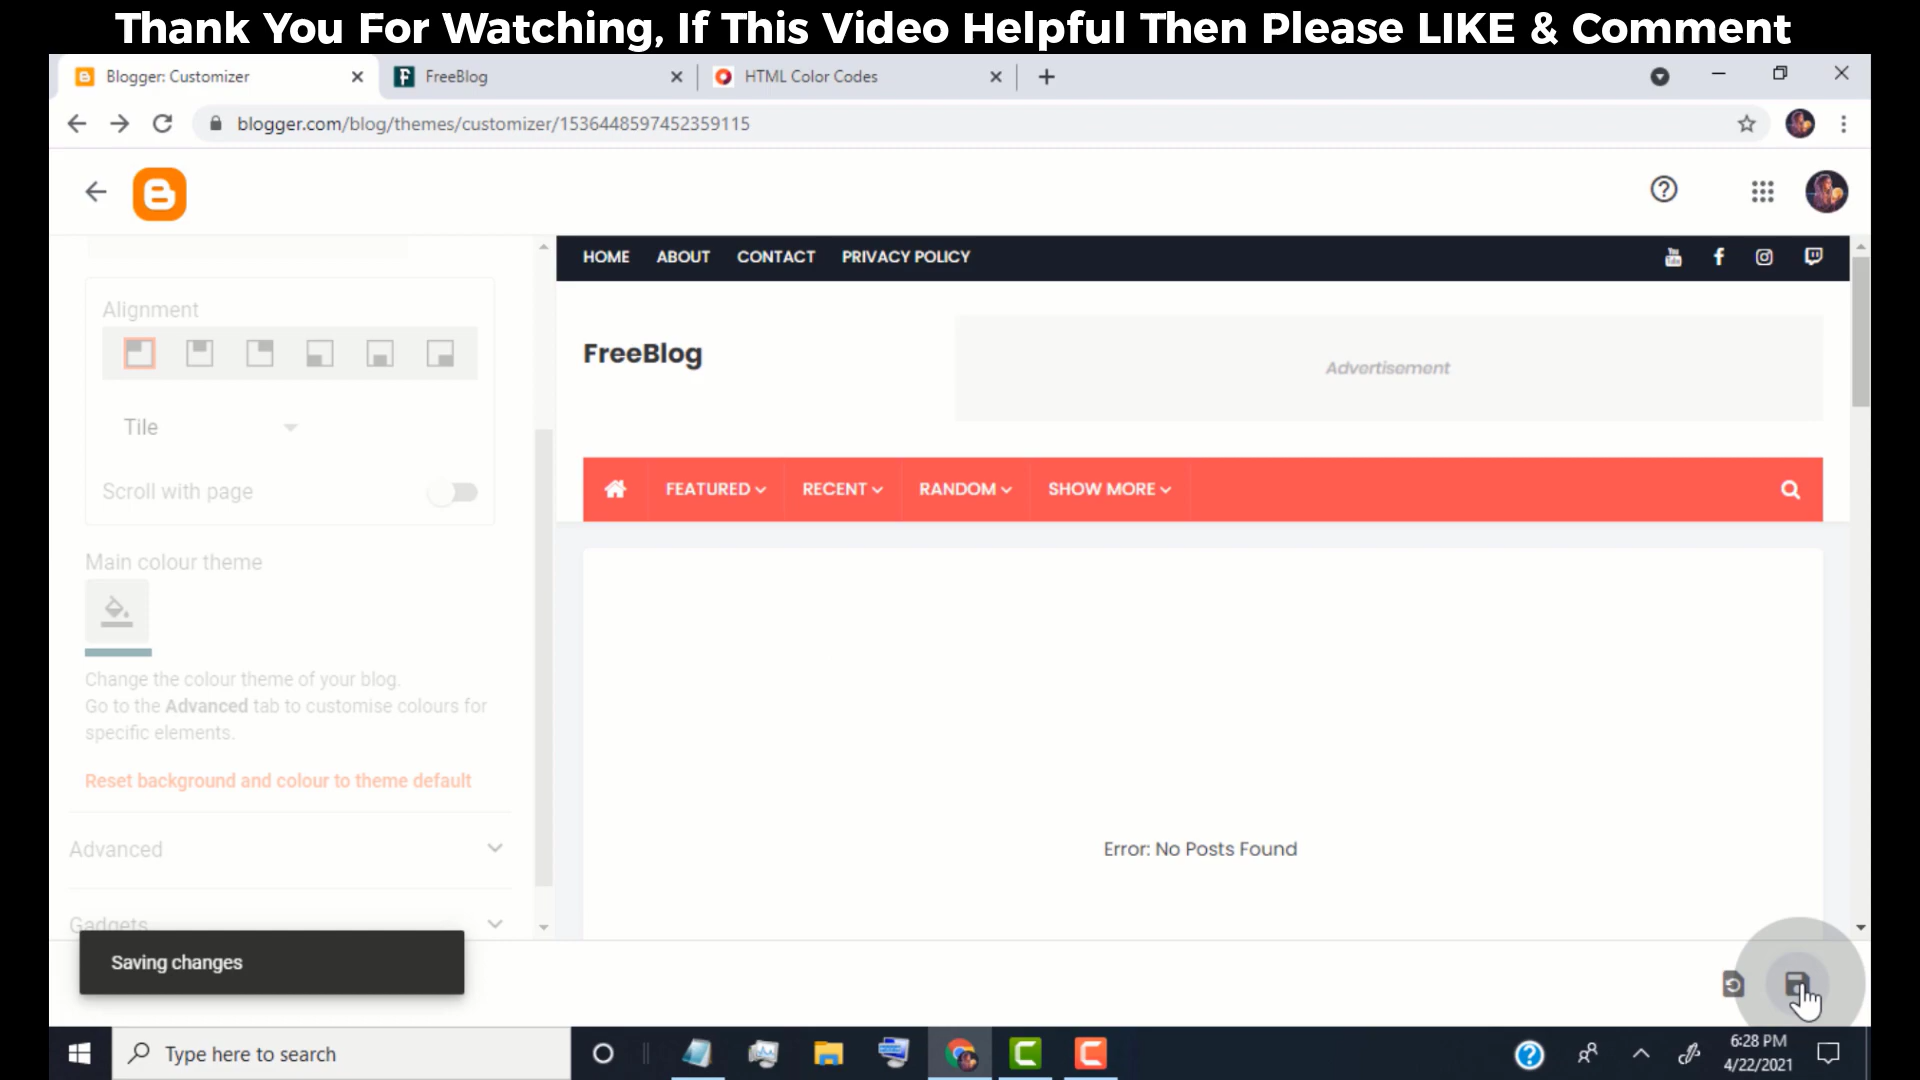 Thank You For Watching, If This Video Helpful Then Please LIKE & Comment
Blogger: Customizer
FreeBlog
HTML Color Codes
blogger.com/blog/themes/customizer/1536448597452359115
HOME ABOUT CONTACT PRIVACY POLICY
Alignment
FreeBlog
Advertisement
Tile
Scroll with page
FEATURED RECENT RANDOM SHOW MORE
Main colour theme
Change the colour theme of your blog.
Go to the Advanced tab to customise colours for
specific elements.
Reset background and colour to theme default
Advanced
Error: No Posts Found
Gadgets
Saving changes
Type here to search
6:28 PM
4/22/2021